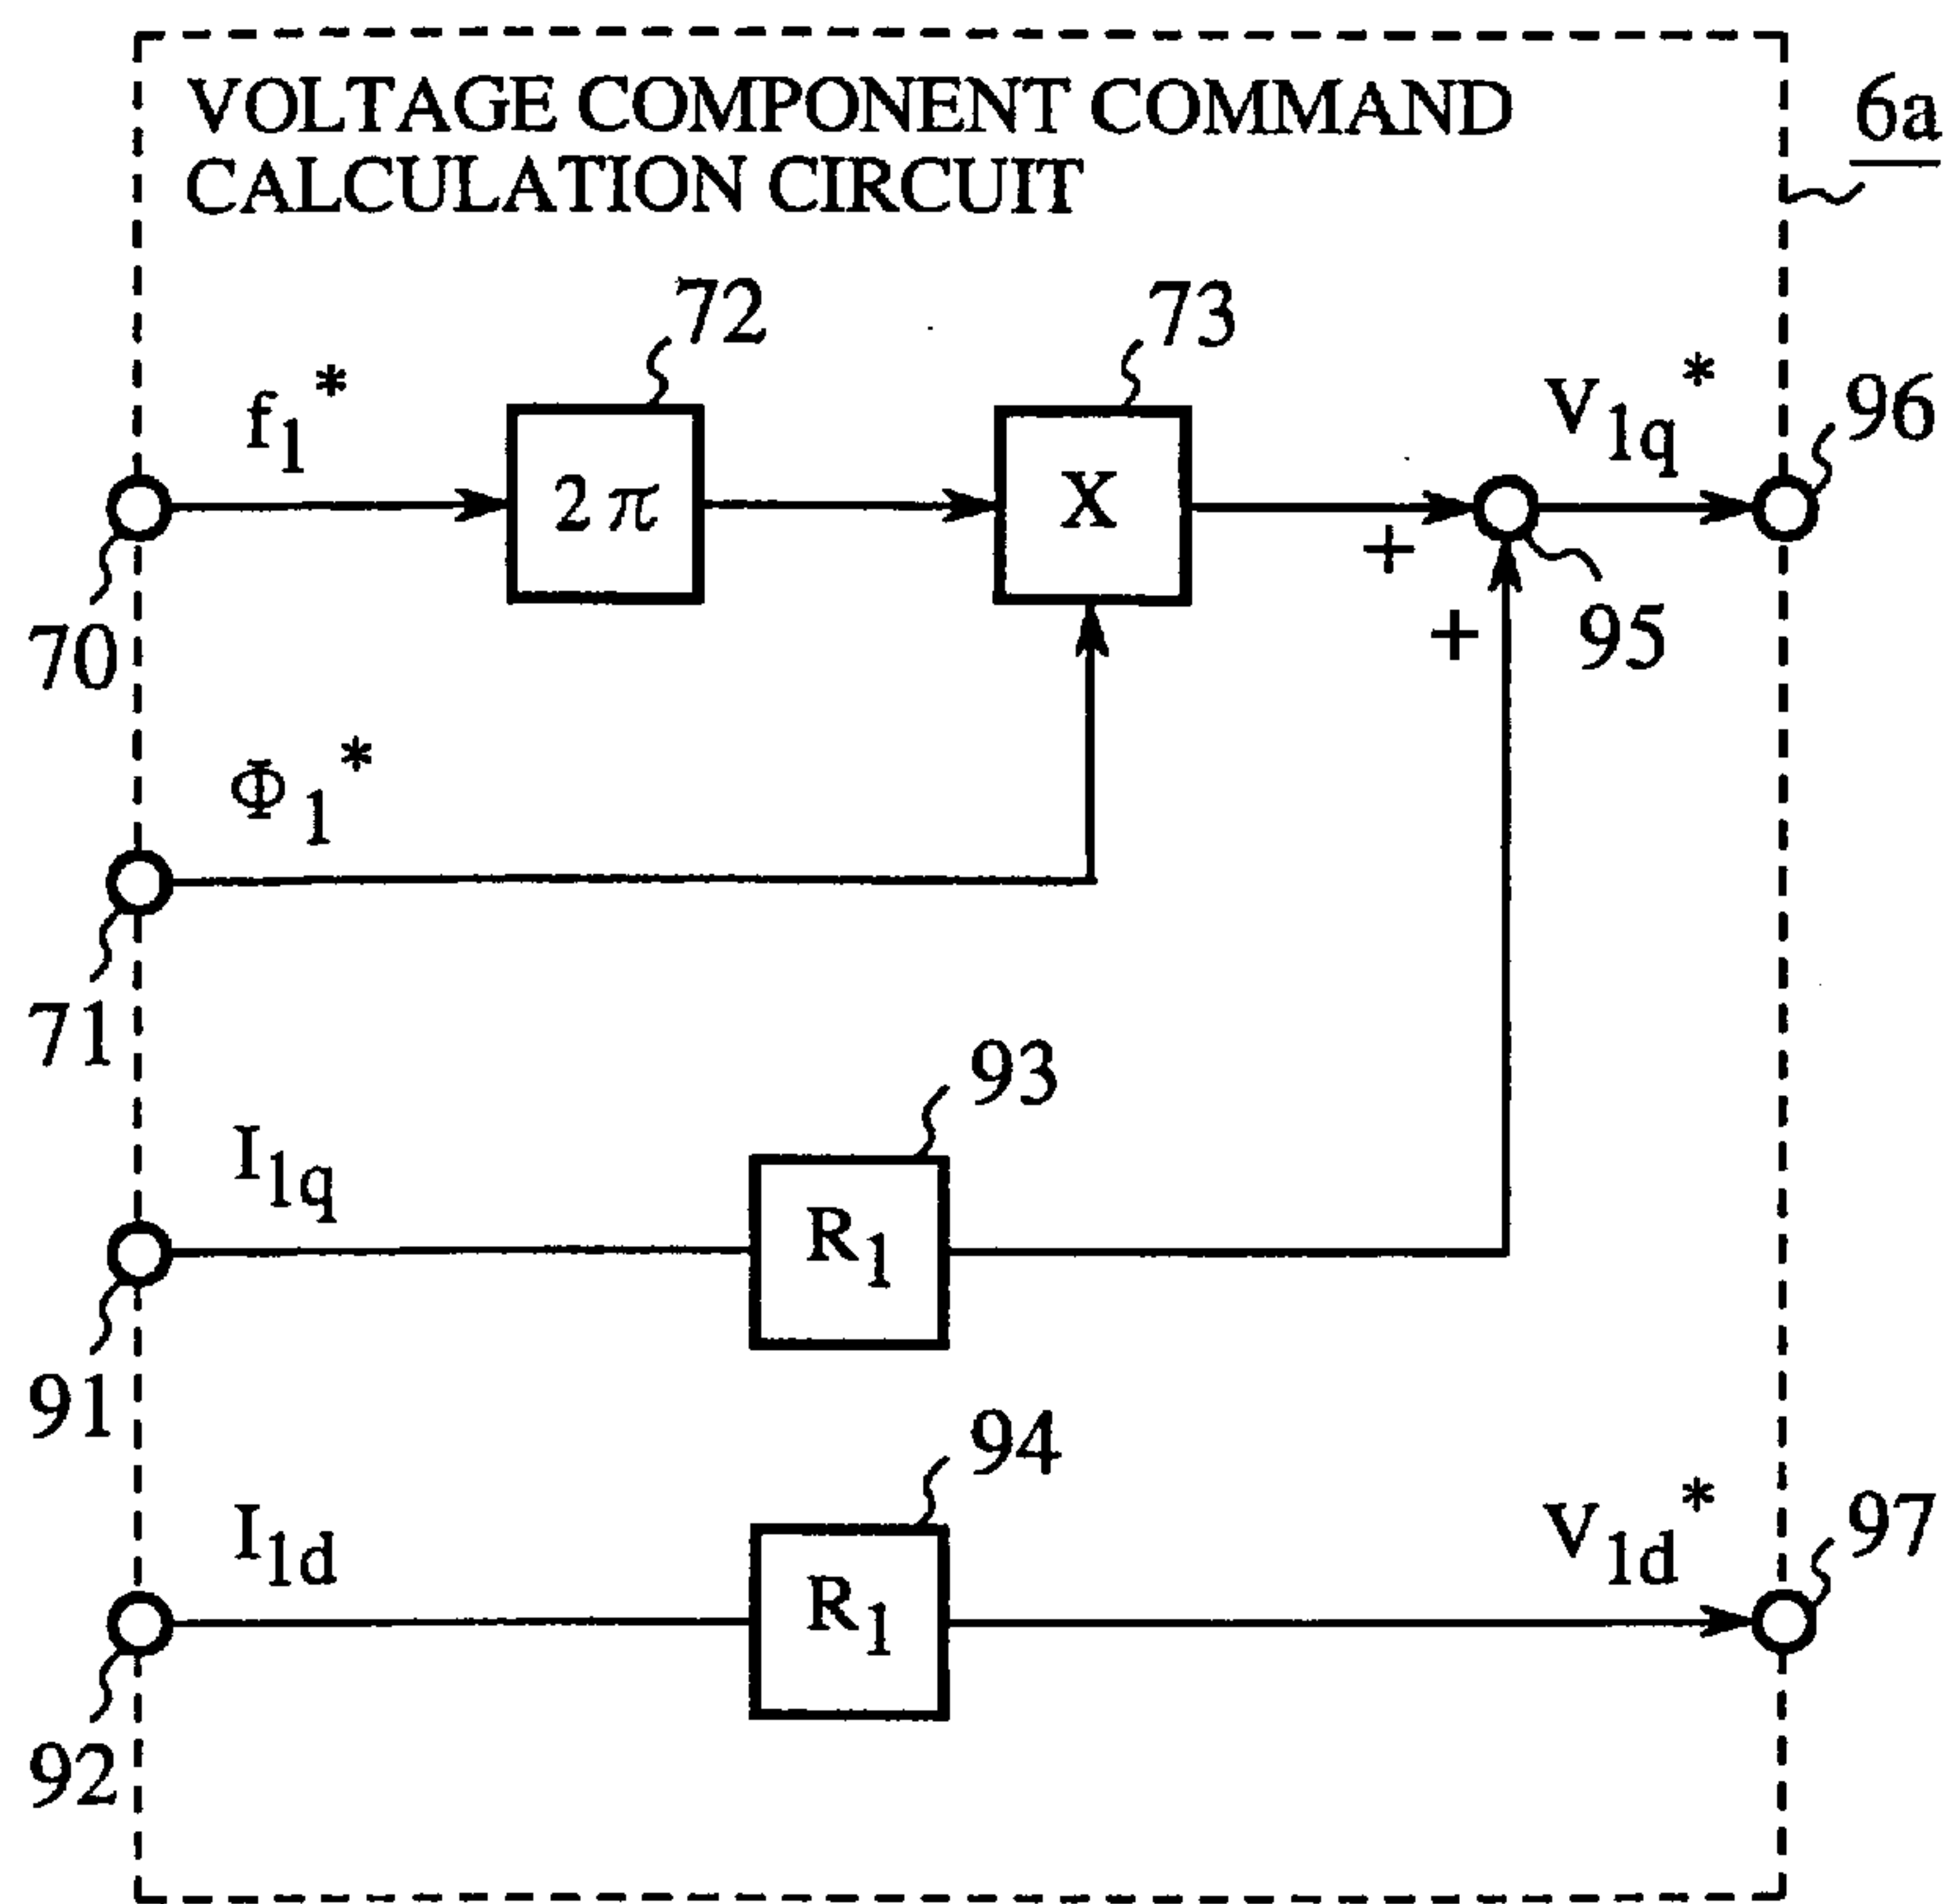 VOLTAGE COMPONENT COMMAND
CALCULATION CIRCUIT
6a
72
73
f1*
V1q*
96
2π
X
+
+
95
70
Φ1*
71
93
I1q
R1
91
94
I1d
V1d*
97
R1
92